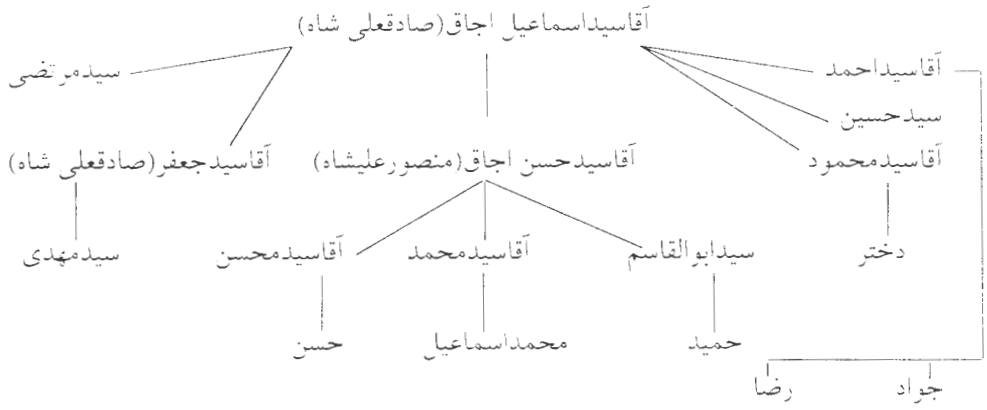 آقاسیداسماعیل اجاق(صادقعلی شاه)
آقاسیداحمد
سیدمرتضی
سیدحسین
آقاسیدمحمود
آقاسیدحسن اجاق(منصورعلیشاه)
آقاسیدجعفر(صادقعلی شاه)
دختر
سیدابوالقاسم
آقاسیدمحمد
آقاسیدمحسن
سیدمهدی
حمید
محمداسماعیل
حسن
جواد
رضا